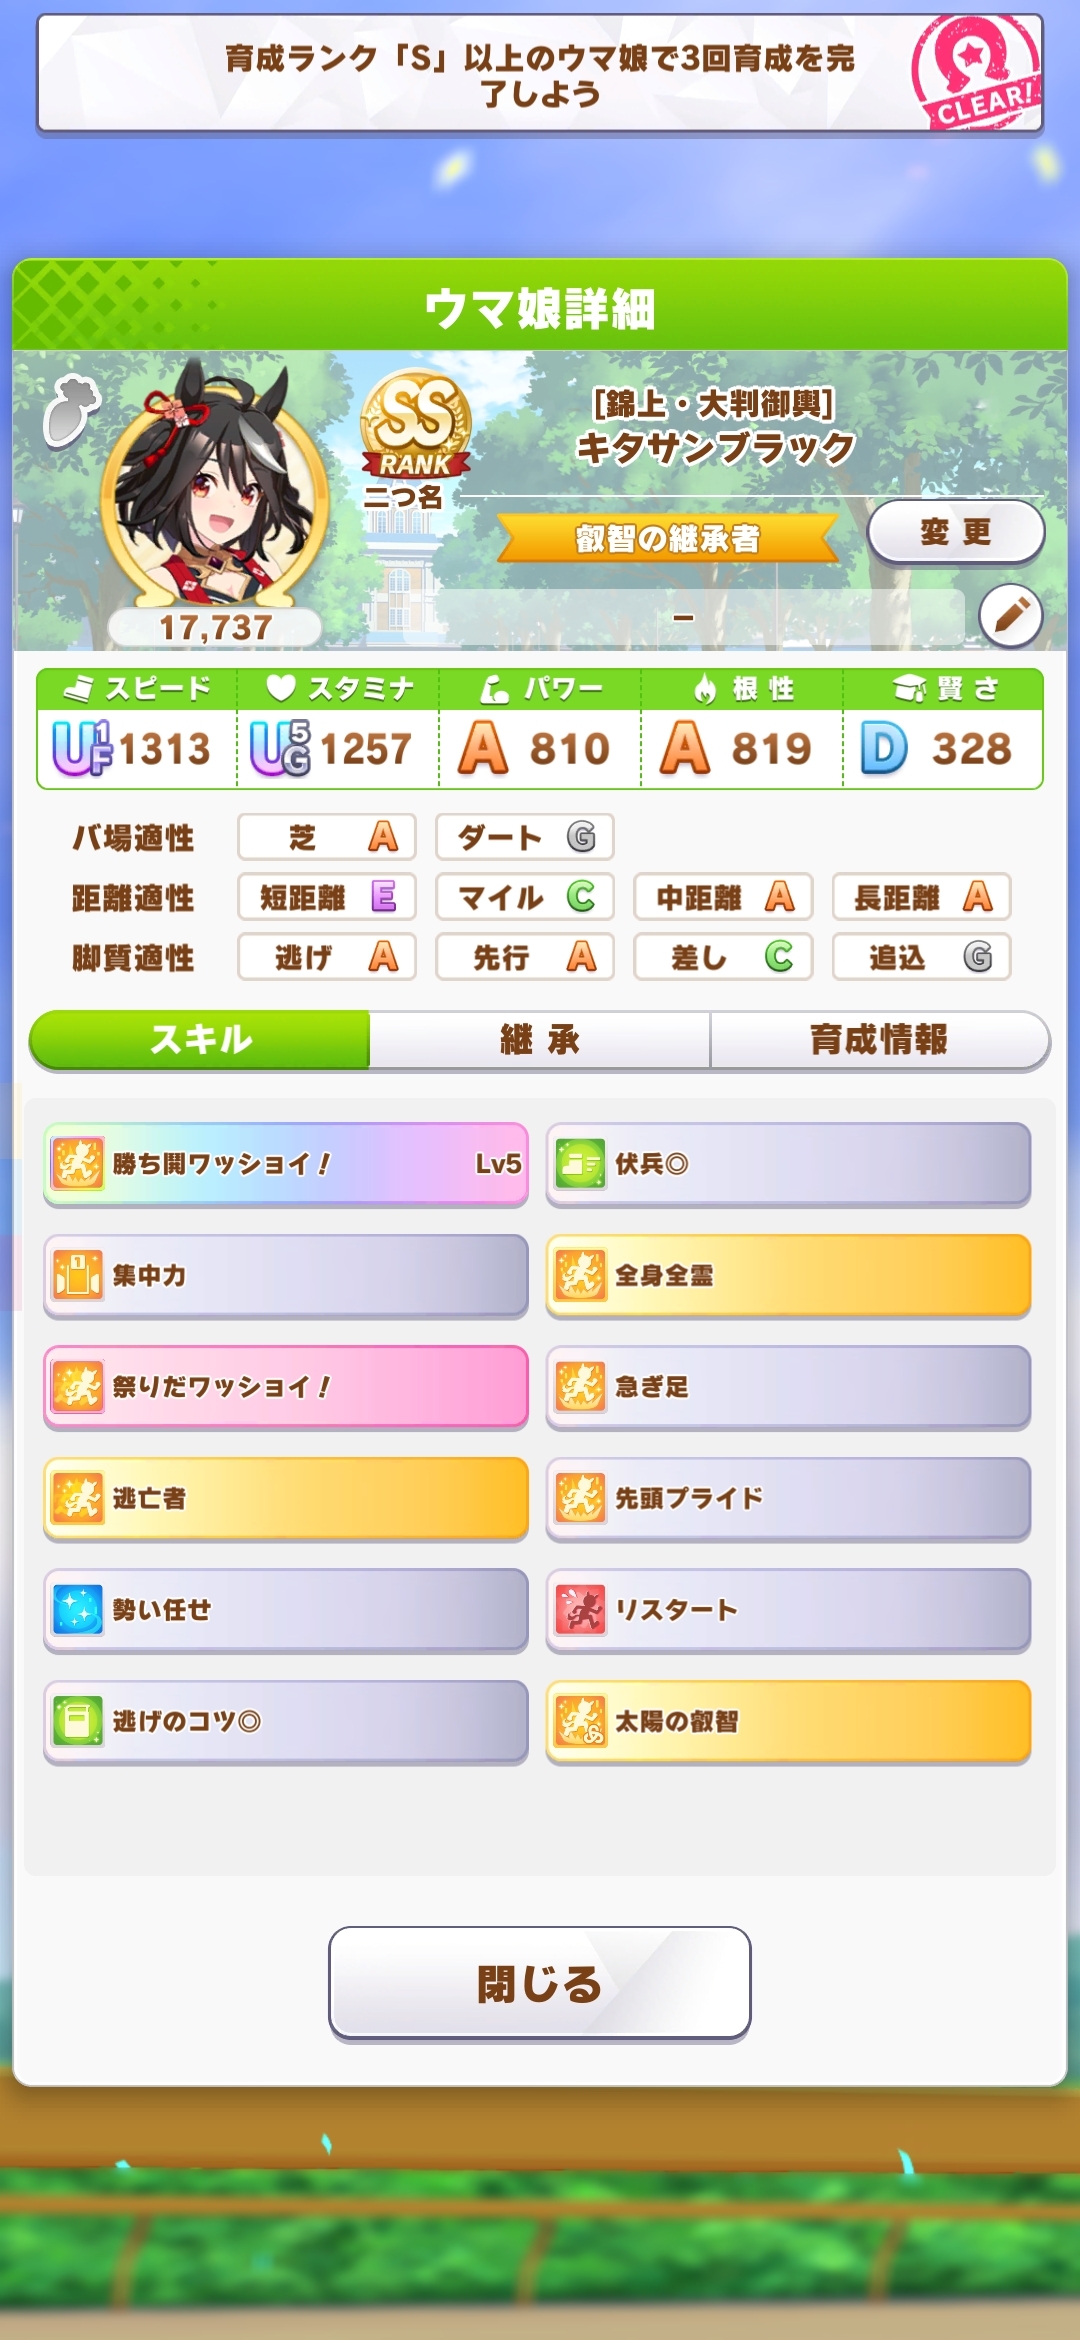 育成ランク「S」以上のウマ娘で3回育成を完
了しよう
CLEAR!
ウマ娘詳細
SS
RANK
[錦上・大判御輿]
キタサンブラック
二つ名
叡智の継承者
変更
17,737
–
スピード スタミナ パワー 根性 賢さ
UF1 1313 UG5 1257 A 810 A 819 D 328
バ場適性 芝 A ダート G
距離適性 短距離 E マイル C 中距離 A 長距離 A
脚質適性 逃げ A 先行 A 差し C 追込 G
スキル 継承 育成情報
勝ち鬨ワッショイ！ Lv5 伏兵◎
集中力 全身全霊
祭りだワッショイ！ 急ぎ足
逃亡者 先頭プライド
勢い任せ リスタート
逃げのコツ◎ 太陽の叡智
閉じる